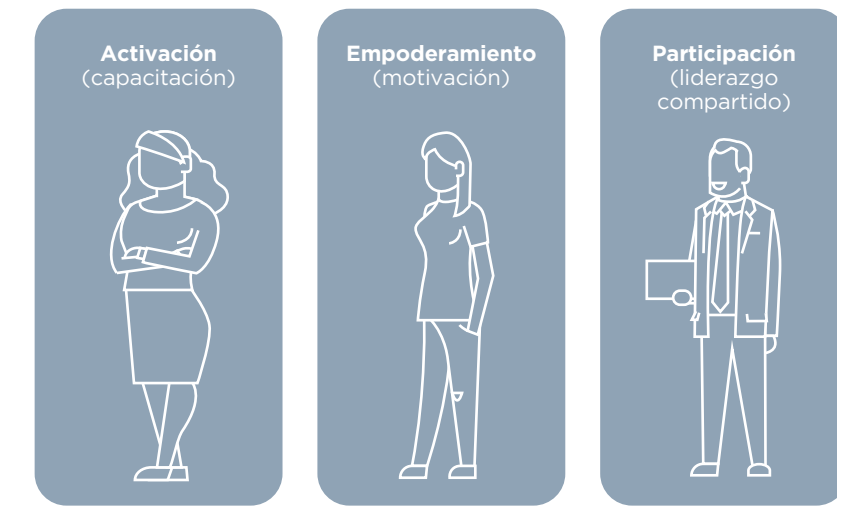 Activación
(capacitación)
Empoderamiento
(motivación)
Participación
(liderazgo
compartido)